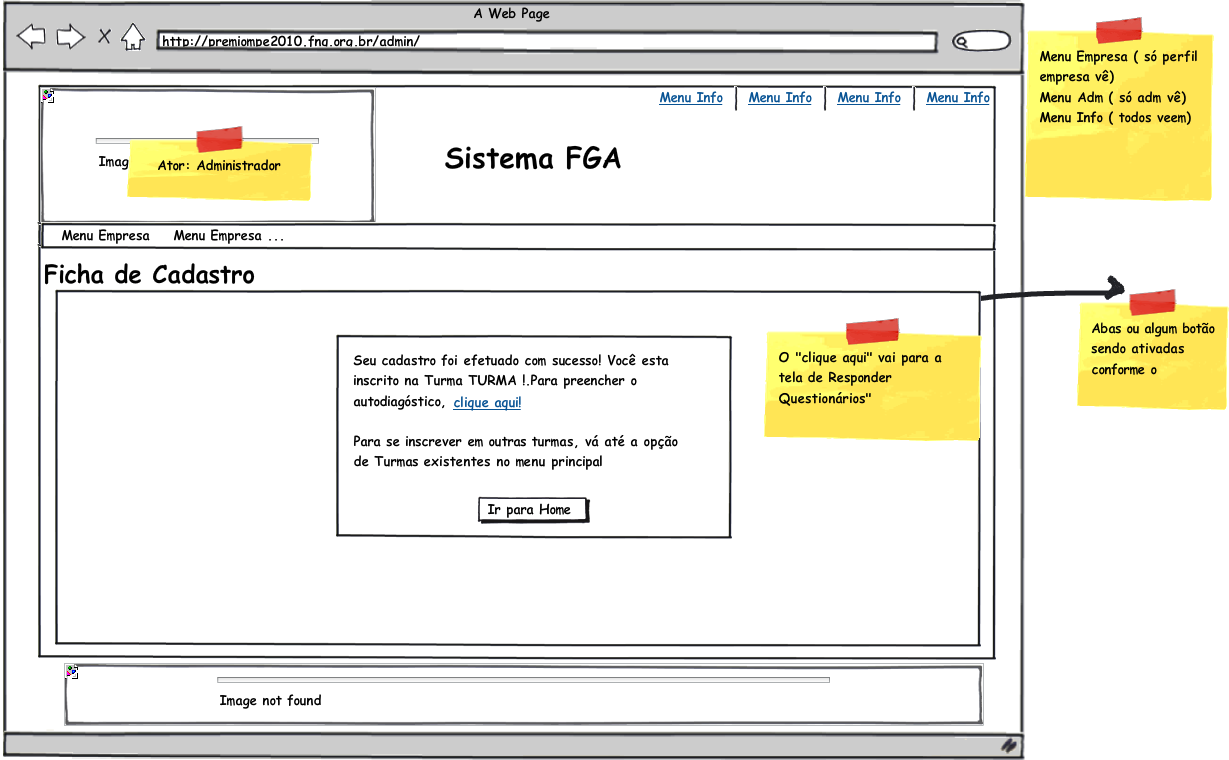 A Web Page
http://premiompe2010.fnq.org.br/admin/
Menu Info
Menu Info
Menu Info
Menu Info
Imag
Ator: Administrador
Sistema FGA
Menu Empresa
Menu Empresa ...
Ficha de Cadastro
Seu cadastro foi efetuado com sucesso! Você esta
inscrito na Turma TURMA !.Para preencher o
autodiagóstico, clique aqui!
Para se inscrever em outras turmas, vá até a opção
de Turmas existentes no menu principal
Ir para Home
O "clique aqui" vai para a
tela de Responder
Questionários"
Image not found
Menu Empresa ( só perfil
empresa vê)
Menu Adm ( só adm vê)
Menu Info ( todos veem)
Abas ou algum botão
sendo ativadas
conforme o